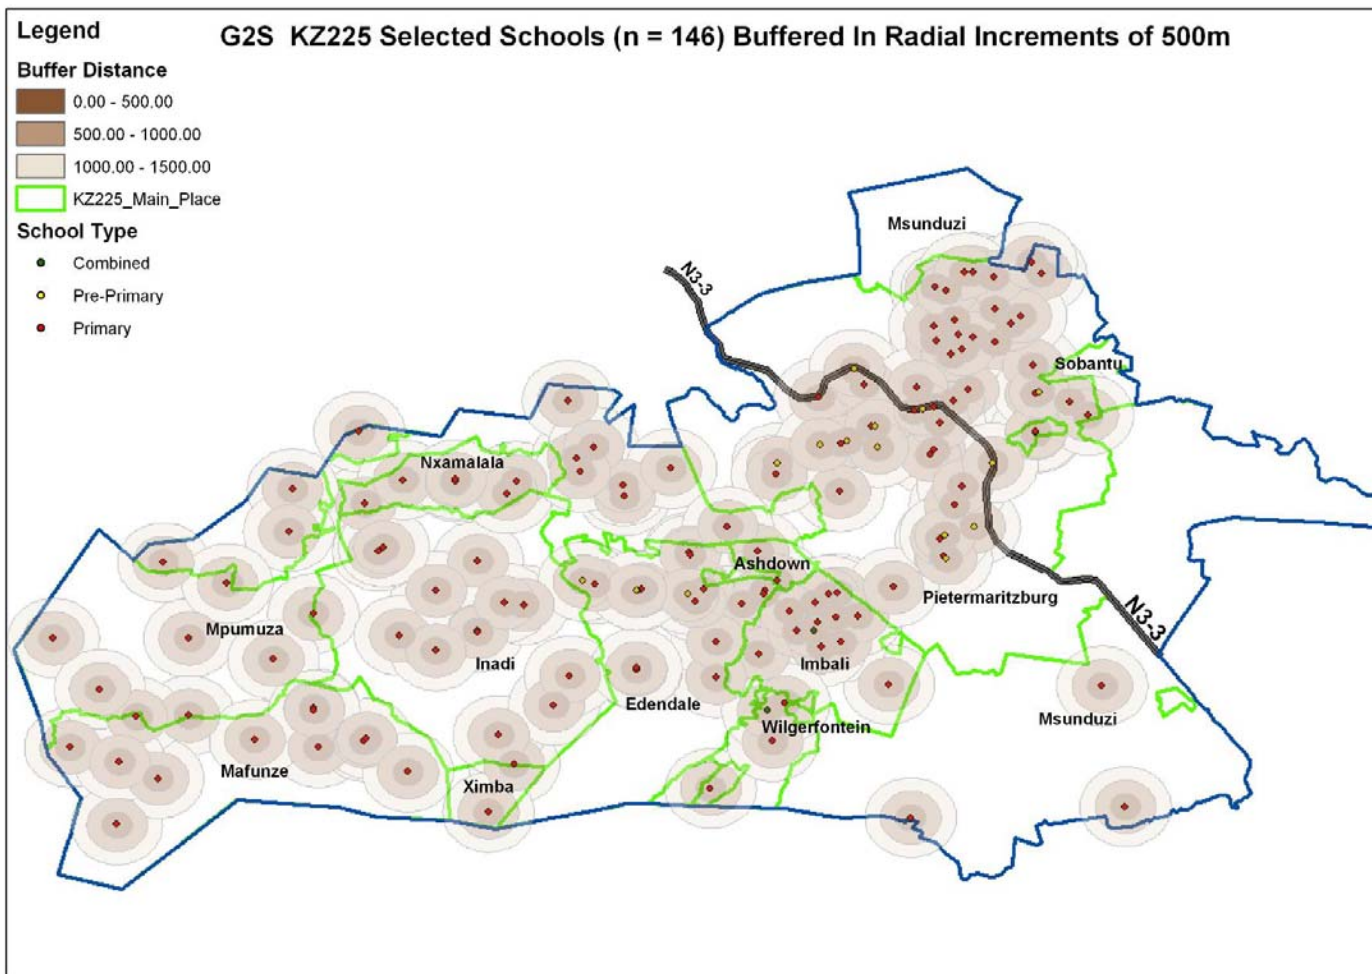 Legend
G2S KZ225 Selected Schools (n = 146) Buffered In Radial Increments of 500m
Buffer Distance
0.00 - 500.00
500.00 - 1000.00
1000.00 - 1500.00
KZ225_Main_Place
School Type
Combined
Pre-Primary
Primary
Msunduzi
N3-3
Sobantu
Nxamalala
Ashdown
Pietermaritzburg
N3-3
Mpumuza
Inadi
Imbali
Edendale
Msunduzi
Wilgerfontein
Mafunze
Ximba